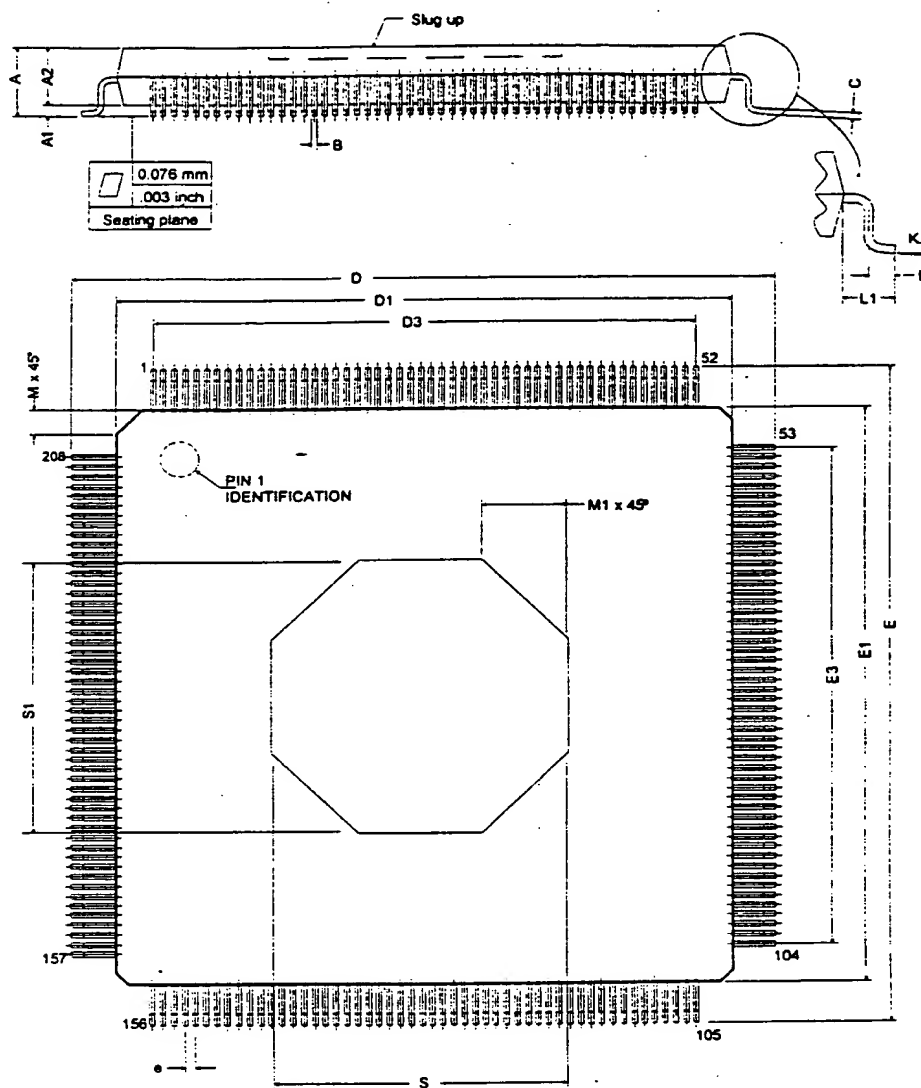 Slug up
A
A2
A1
B
C
0.076 mm
.003 inch
Seating plane
K
L1
D
D1
D3
M x 45°
1
52
208
53
PIN 1
IDENTIFICATION
M1 x 45°
S1
E3
E1
E
157
104
156
105
e
S